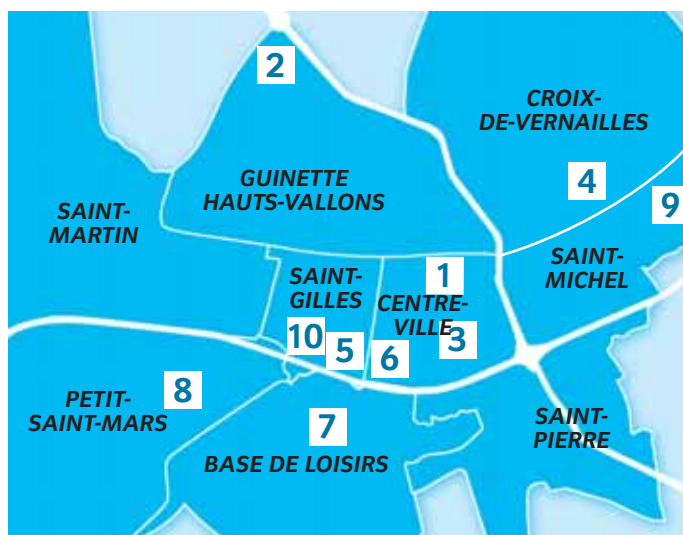 2
CROIX-
DE-VERNAILLES
GUINETTE
HAUTS-VALLONS
4
9
SAINT-
MARTIN
SAINT-
MICHEL
1
SAINT-
GILLES
CENTRE-
VILLE
10
5
6
3
8
PETIT-
SAINT-MARS
7
BASE DE LOISIRS
SAINT-
PIERRE